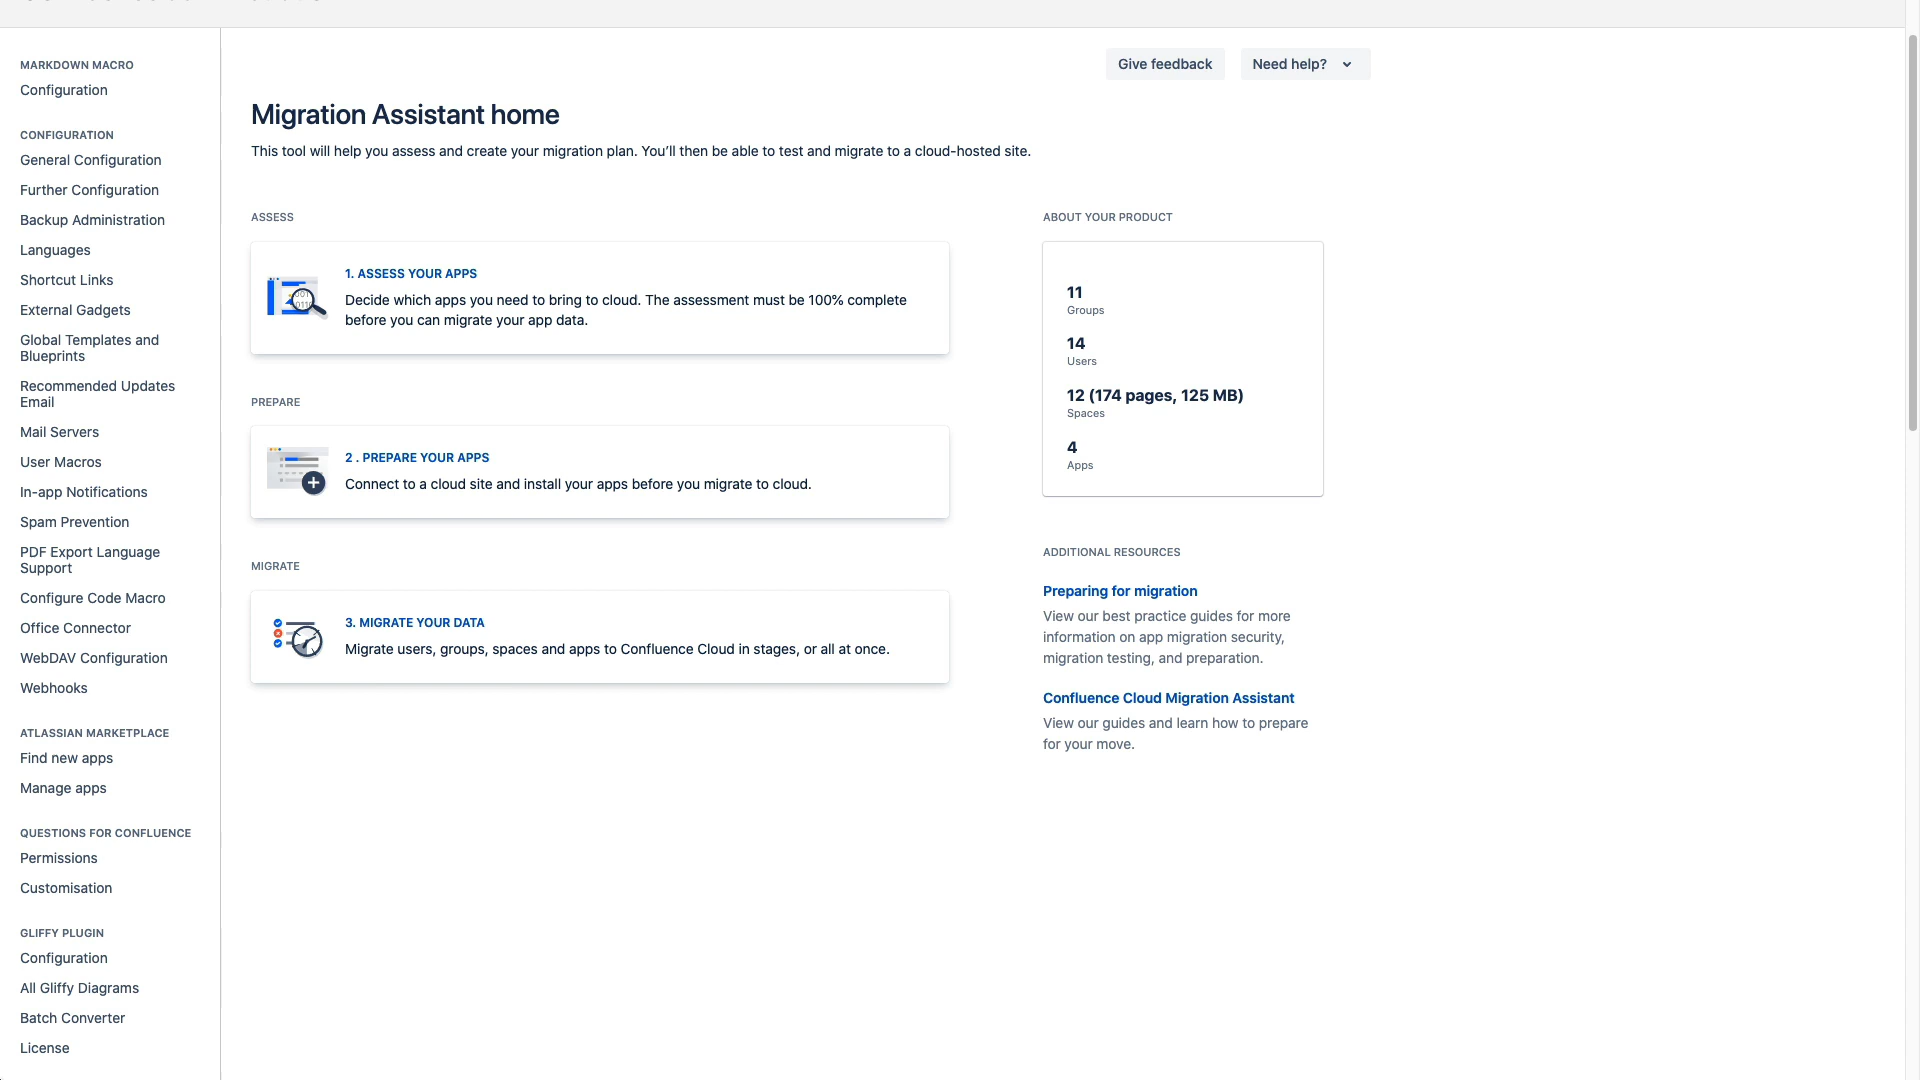 MARKDOWN MACRO
Configuration
CONFIGURATION
General Configuration
Further Configuration
Backup Administration
Languages
Shortcut Links
External Gadgets
Global Templates and
Blueprints
Recommended Updates
Email
Mail Servers
User Macros
In-app Notifications
Spam Prevention
PDF Export Language
Support
Configure Code Macro
Office Connector
WebDAV Configuration
Webhooks
ATLASSIAN MARKETPLACE
Find new apps
Manage apps
QUESTIONS FOR CONFLUENCE
Permissions
Customisation
GLIFFY PLUGIN
Configuration
All Gliffy Diagrams
Batch Converter
License
Give feedback
Need help?
Migration Assistant home
This tool will help you assess and create your migration plan. You’ll then be able to test and migrate to a cloud-hosted site.
ASSESS
1. ASSESS YOUR APPS
Decide which apps you need to bring to cloud. The assessment must be 100% complete
before you can migrate your app data.
PREPARE
2 . PREPARE YOUR APPS
Connect to a cloud site and install your apps before you migrate to cloud.
MIGRATE
3. MIGRATE YOUR DATA
Migrate users, groups, spaces and apps to Confluence Cloud in stages, or all at once.
ABOUT YOUR PRODUCT
11
Groups
14
Users
12 (174 pages, 125 MB)
Spaces
4
Apps
ADDITIONAL RESOURCES
Preparing for migration
View our best practice guides for more
information on app migration security,
migration testing, and preparation.
Confluence Cloud Migration Assistant
View our guides and learn how to prepare
for your move.